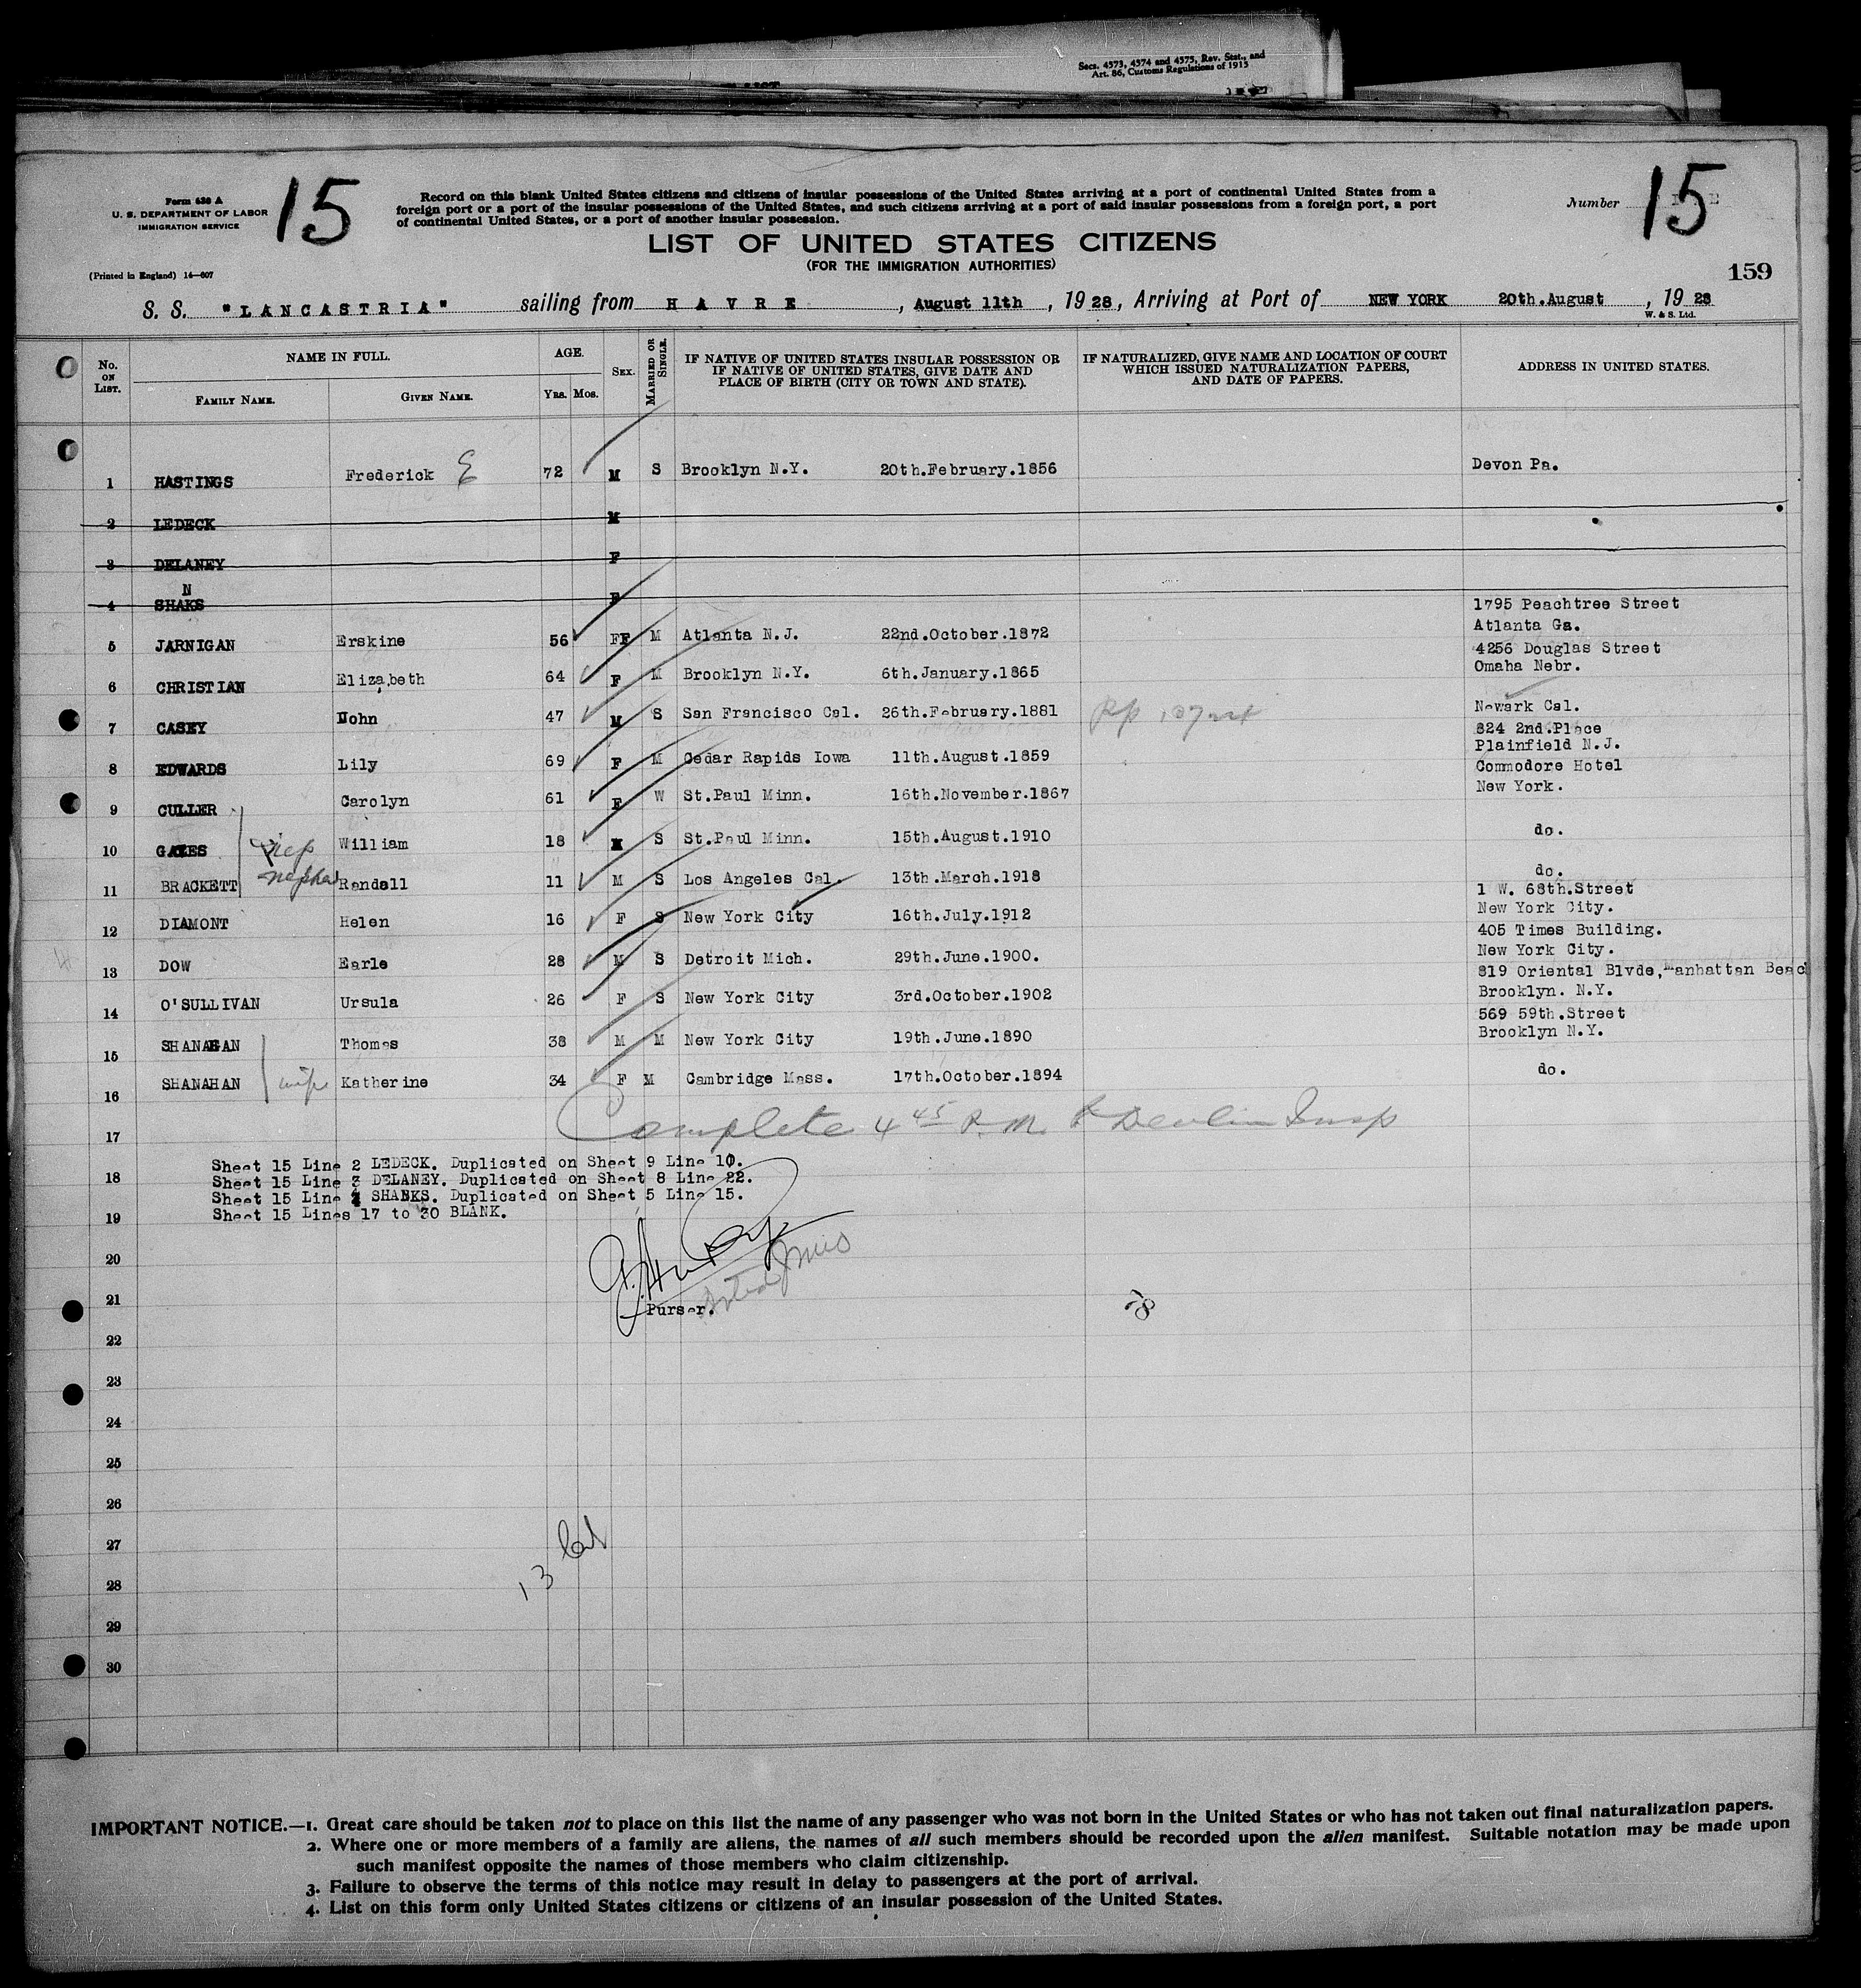 Secs. 4373, 4374 and 4375, Rev. Stat., and
Art. 86, Customs Regulations of 1915
Form 630 A
U. S. DEPARTMENT OF LABOR
IMMIGRATION SERVICE
15
Record on this blank United States citizens and citizens of insular possessions of the United States arriving at a port of continental United States from a
foreign port or a port of the insular possessions of the United States, and such citizens arriving at a port of said insular possessions from a foreign port, a port
of continental United States, or a port of another insular possession.
Number 15
LIST OF UNITED STATES CITIZENS
(FOR THE IMMIGRATION AUTHORITIES)
(Printed in England) 14—607
159
S. S. "LANCASTRIA" sailing from HAVRE, August 11th, 1928, Arriving at Port of NEW YORK 20th.August, 1928
W. & S. Ltd.
No. ON LIST. NAME IN FULL. FAMILY NAME. GIVEN NAME. AGE. YRS. MOS. SEX. MARRIED OR SINGLE. IF NATIVE OF UNITED STATES INSULAR POSSESSION OR IF NATIVE OF UNITED STATES, GIVE DATE AND PLACE OF BIRTH (CITY OR TOWN AND STATE). IF NATURALIZED, GIVE NAME AND LOCATION OF COURT WHICH ISSUED NATURALIZATION PAPERS, AND DATE OF PAPERS. ADDRESS IN UNITED STATES.
1 HASTINGS Frederick E 72 M S Brooklyn N.Y. 20th.February.1856 Devon Pa.
2 LEDECK M
3 DELANEY F
N
4 SHAKS F
5 JARNIGAN Erskine 56 FF M Atlanta N.J. 22nd.October.1872 1795 Peachtree Street Atlanta Ga.
6 CHRISTIAN Elizabeth 64 F M Brooklyn N.Y. 6th.January.1865 4256 Douglas Street Omaha Nebr.
7 CASEY John 47 M S San Francisco Cal. 26th.February.1881 Newark Cal.
8 EDWARDS Lily 69 F M Cedar Rapids Iowa 11th.August.1859 824 2nd.Place Plainfield N.J.
9 CULLER Carolyn 61 F W St.Paul Minn. 16th.November.1867 Commodore Hotel New York.
10 GATES William 18 M S St.Paul Minn. 15th.August.1910 do.
11 BRACKETT nephew Randall 11 M S Los Angeles Cal. 13th.March.1918 do.
12 DIAMONT Helen 16 F S New York City 16th.July.1912 1 W. 68th.Street New York City.
13 DOW Earle 28 M S Detroit Mich. 29th.June.1900. 405 Times Building. New York City.
14 O'SULLIVAN Ursula 26 F S New York City 3rd.October.1902 819 Oriental Blvde, Manhattan Beac Brooklyn. N.Y.
15 SHANAHAN Thomas 38 M M New York City 19th.June.1890 569 59th.Street Brooklyn N.Y.
16 SHANAHAN wife Katherine 34 F M Cambridge Mass. 17th.October.1894 do.
Complete 4 45 P.M. Devlin Insp
17
Sheet 15 Line 2 LEDECK. Duplicated on Sheet 9 Line 10.
18
Sheet 15 Line 3 DELANEY. Duplicated on Sheet 8 Line 22.
Sheet 15 Line 4 SHANKS. Duplicated on Sheet 5 Line 15.
19
Sheet 15 Lines 17 to 30 BLANK.
20
21
Purser.
22
23
24
25
26
27
28
13
29
30
IMPORTANT NOTICE.—1. Great care should be taken not to place on this list the name of any passenger who was not born in the United States or who has not taken out final naturalization papers.
2. Where one or more members of a family are aliens, the names of all such members should be recorded upon the alien manifest. Suitable notation may be made upon
such manifest opposite the names of those members who claim citizenship.
3. Failure to observe the terms of this notice may result in delay to passengers at the port of arrival.
4. List on this form only United States citizens or citizens of an insular possession of the United States.